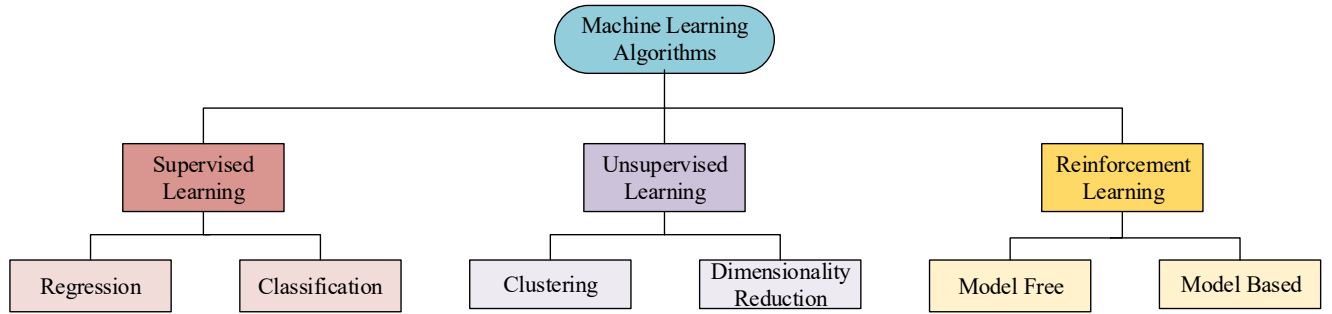 Machine Learning
Algorithms
Supervised
Learning
Unsupervised
Learning
Reinforcement
Learning
Regression
Classification
Clustering
Dimensionality
Reduction
Model Free
Model Based